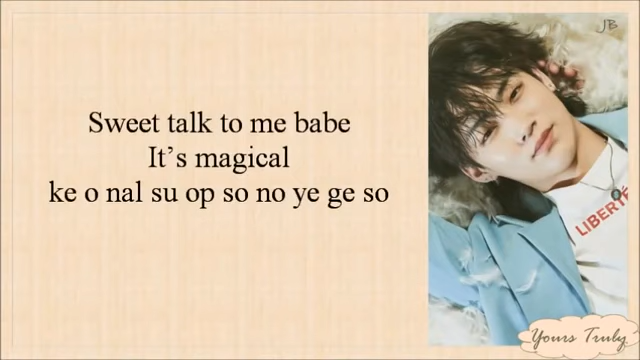 Sweet talk to me babe
It’s magical
ke o nal su op so no ye ge so
JB
LIBERTÉ
Yours Truly